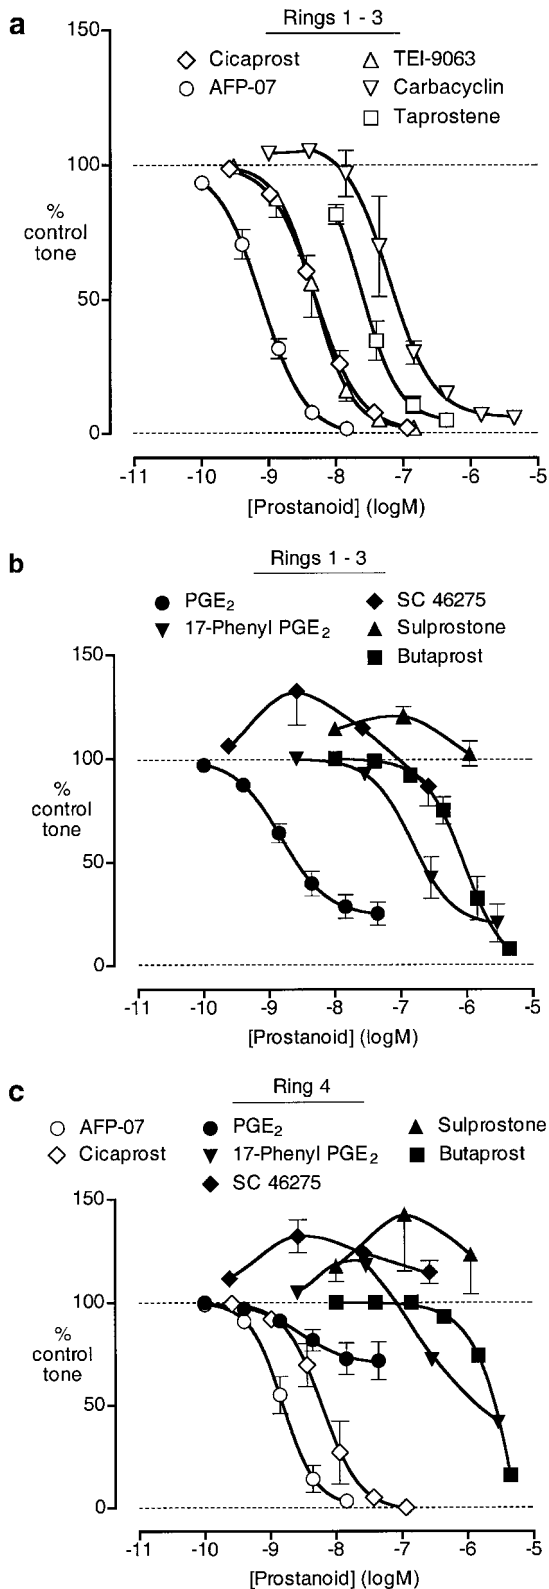 a
Rings 1 - 3
Cicaprost
AFP-07
TEI-9063
Carbacyclin
Taprostene
150
100
50
0
%
control
tone
-11 -10 -9 -8 -7 -6 -5
[Prostanoid] (logM)
b
Rings 1 - 3
PGE2
17-Phenyl PGE2
SC 46275
Sulprostone
Butaprost
150
100
50
0
%
control
tone
-11 -10 -9 -8 -7 -6 -5
[Prostanoid] (logM)
c
Ring 4
AFP-07
Cicaprost
PGE2
17-Phenyl PGE2
SC 46275
Sulprostone
Butaprost
150
100
50
0
%
control
tone
-11 -10 -9 -8 -7 -6 -5
[Prostanoid] (logM)